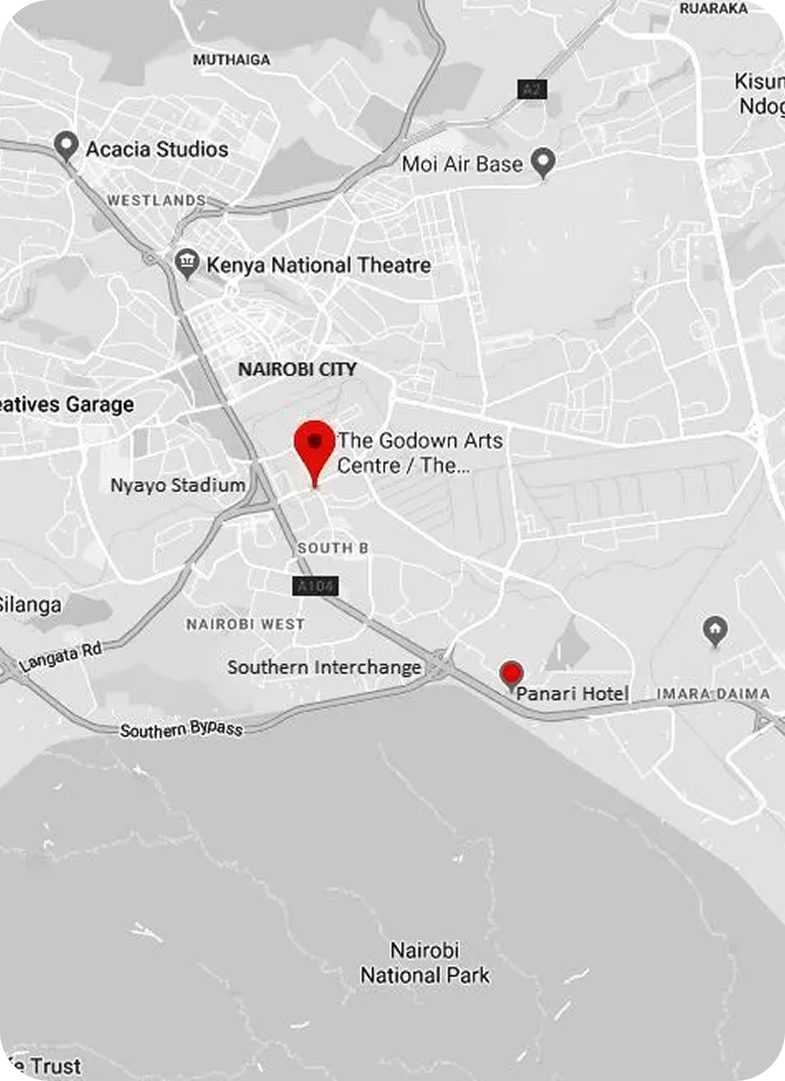 RUARAKA
MUTHAIGA
A2
Acacia Studios
Moi Air Base
WESTLANDS
Kenya National Theatre
NAIROBI CITY
eatives Garage
The Godown Arts
Centre / The...
Nyayo Stadium
SOUTH B
A104
Silanga
NAIROBI WEST
Langata Rd
Southern Interchange
Panari Hotel
IMARA DAIMA
Southern Bypass
Nairobi
National Park
Trust